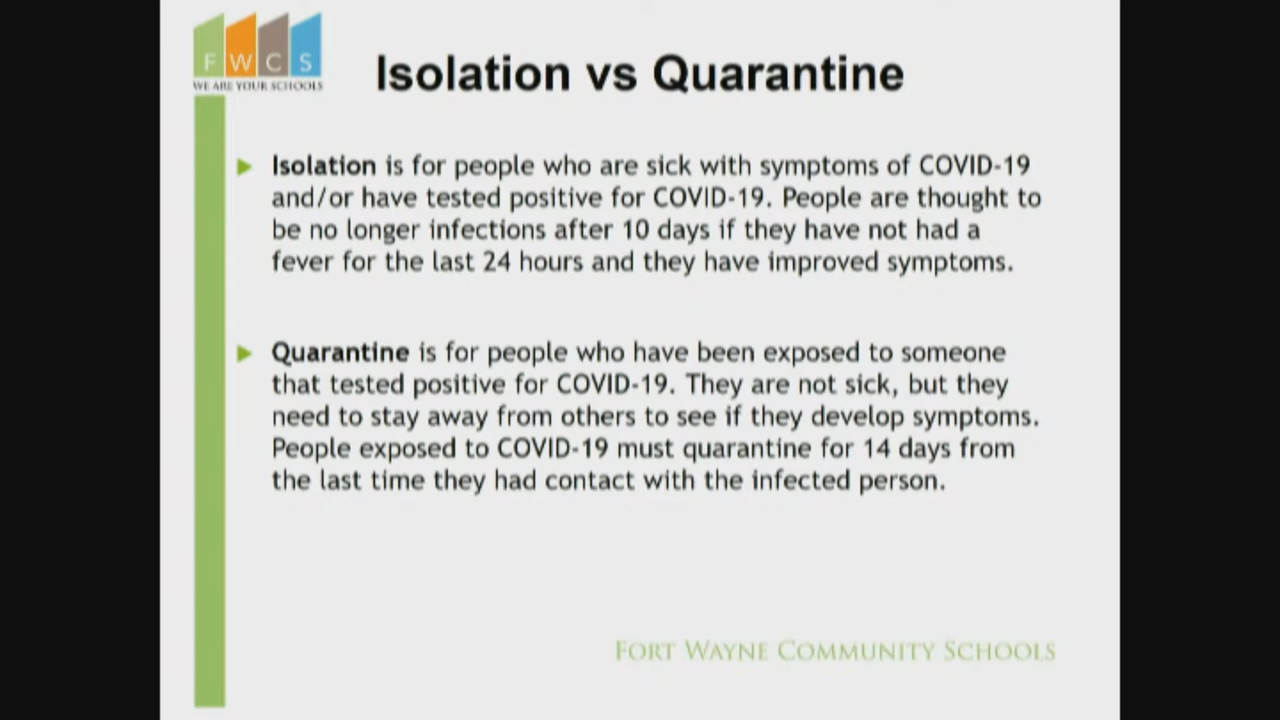 F W C S
WE ARE YOUR SCHOOLS
Isolation vs Quarantine
Isolation is for people who are sick with symptoms of COVID-19
and/or have tested positive for COVID-19. People are thought to
be no longer infections after 10 days if they have not had a
fever for the last 24 hours and they have improved symptoms.
Quarantine is for people who have been exposed to someone
that tested positive for COVID-19. They are not sick, but they
need to stay away from others to see if they develop symptoms.
People exposed to COVID-19 must quarantine for 14 days from
the last time they had contact with the infected person.
FORT WAYNE COMMUNITY SCHOOLS